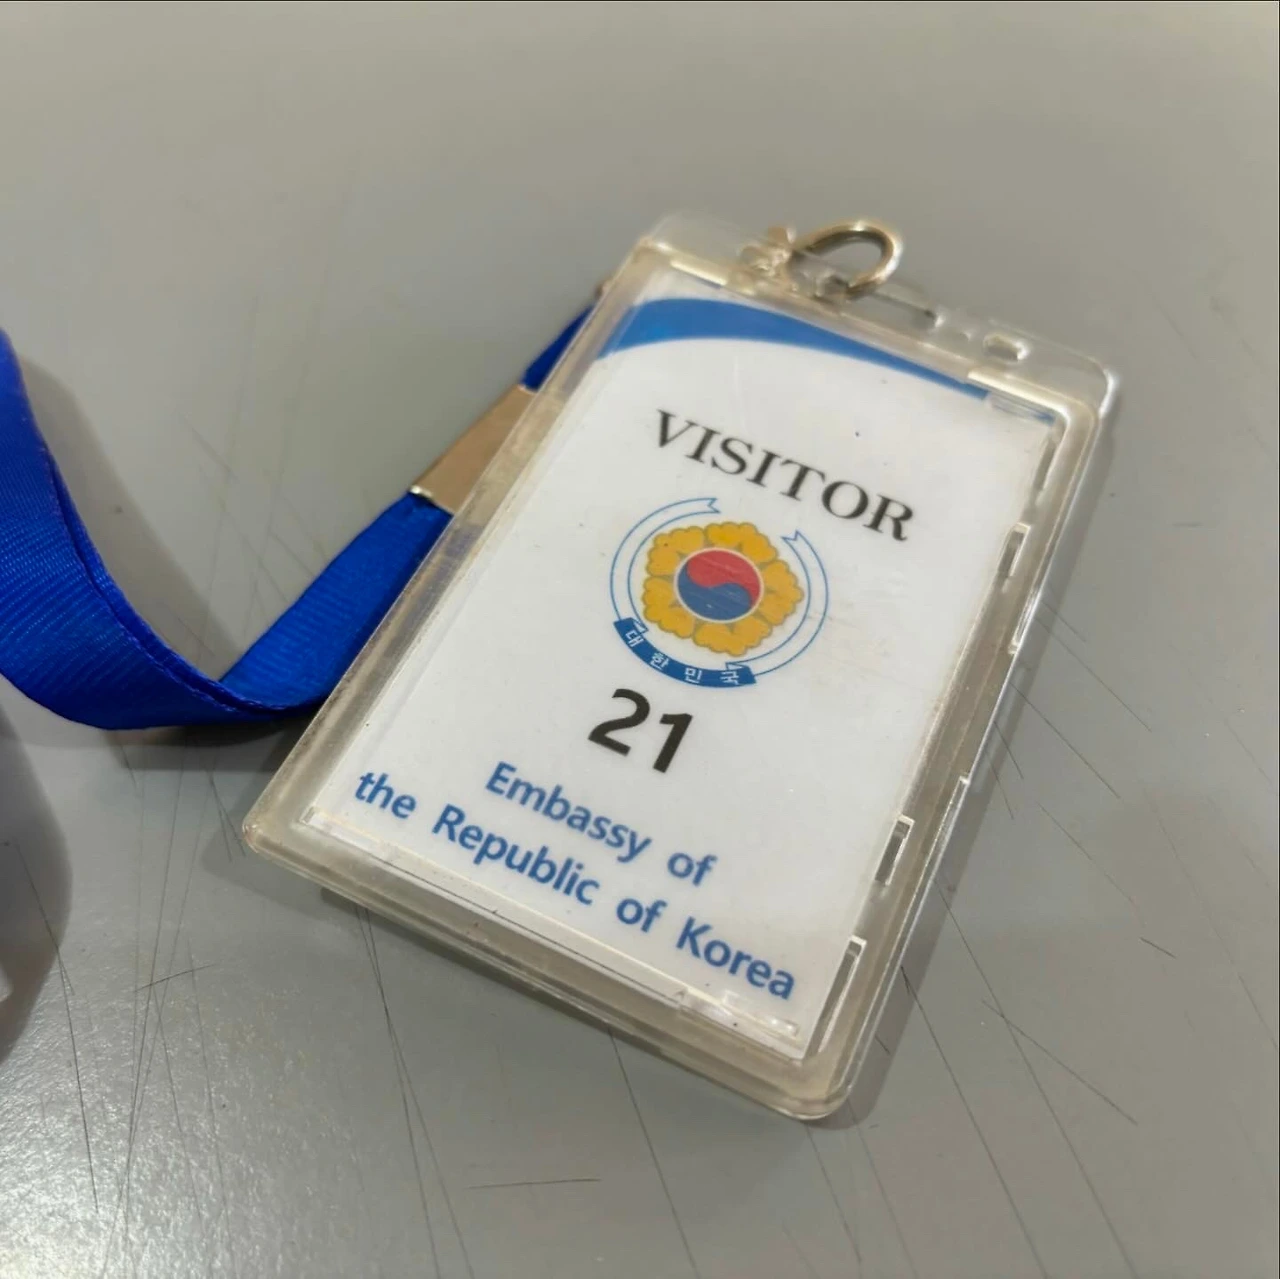 VISITOR
대한민국
21
Embassy of
the Republic of Korea